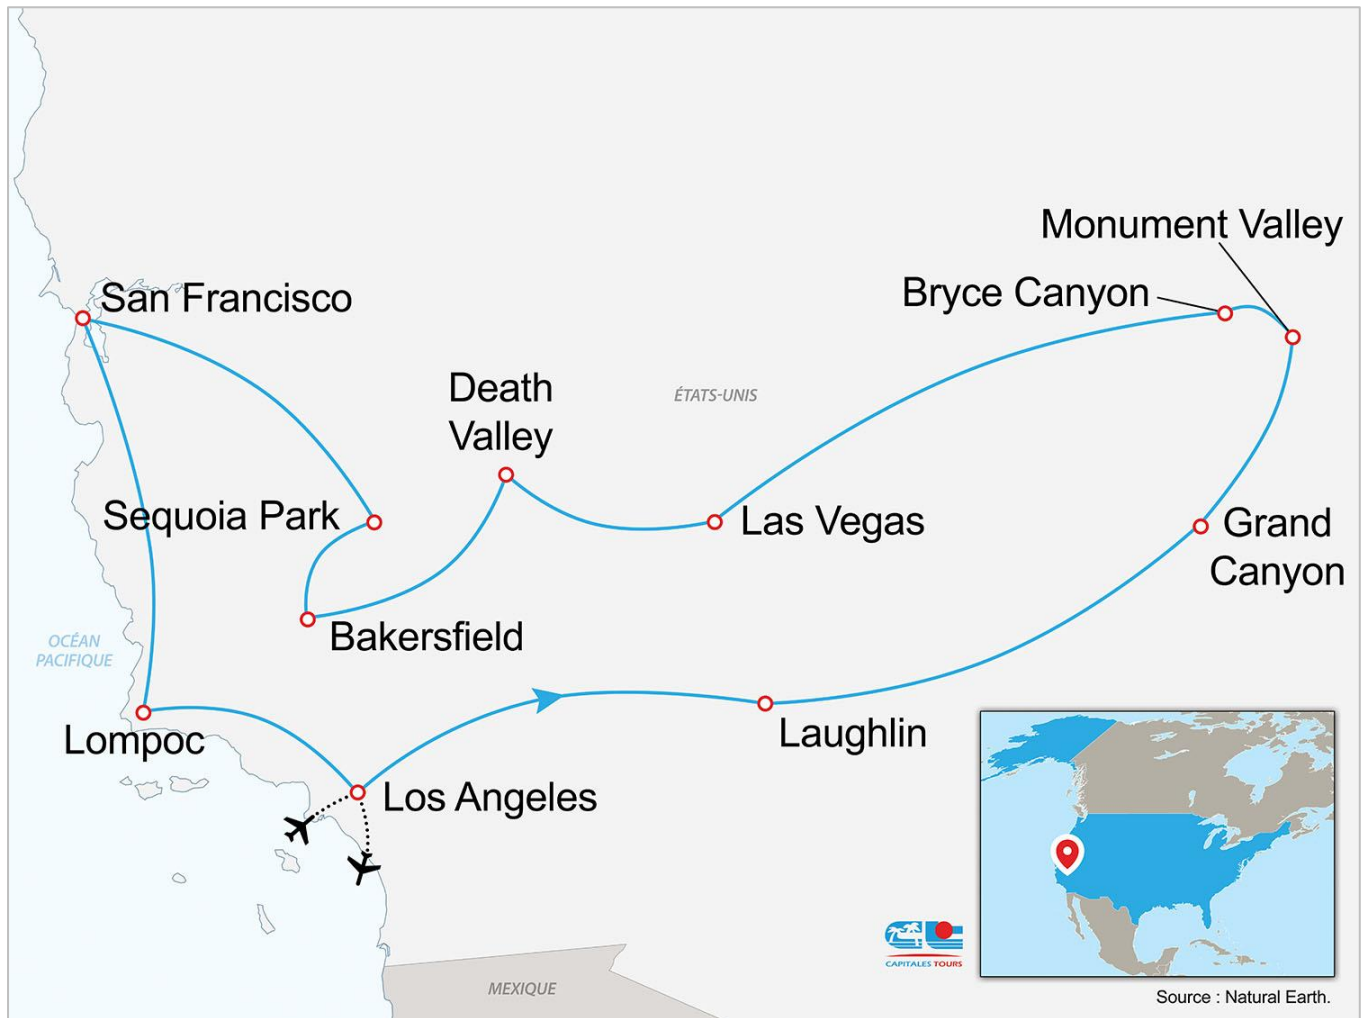 Monument Valley
Bryce Canyon
San Francisco
Death
Valley
ÉTATS-UNIS
Sequoia Park
Las Vegas
Grand
Canyon
Bakersfield
OCÉAN
PACIFIQUE
Lompoc
Laughlin
Los Angeles
CAPITALES TOURS
MEXIQUE
Source : Natural Earth.